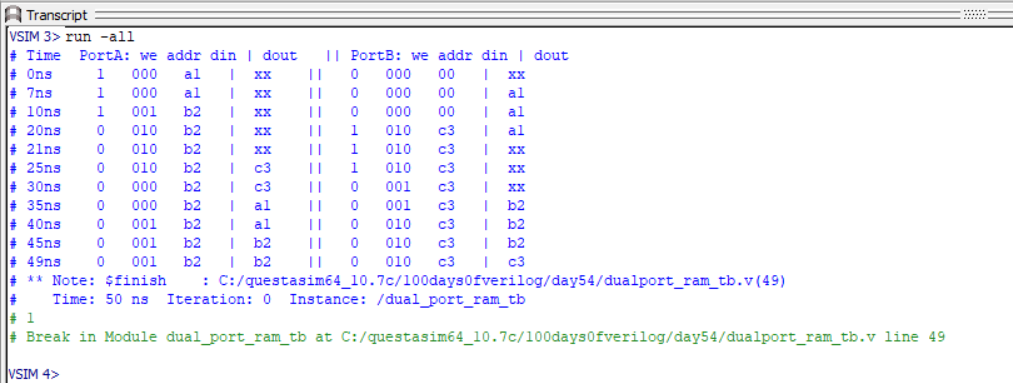 Transcript
VSIM 3> run -all
# Time  PortA: we addr din | dout   || PortB: we addr din | dout
# 0ns     1   000   a1   |  xx    ||   0   000   00   |  xx
# 7ns     1   000   a1   |  xx    ||   0   000   00   |  a1
# 10ns    1   001   b2   |  xx    ||   0   000   00   |  a1
# 20ns    0   010   b2   |  xx    ||   1   010   c3   |  a1
# 21ns    0   010   b2   |  xx    ||   1   010   c3   |  xx
# 25ns    0   010   b2   |  c3    ||   1   010   c3   |  xx
# 30ns    0   000   b2   |  c3    ||   0   001   c3   |  xx
# 35ns    0   000   b2   |  a1    ||   0   001   c3   |  b2
# 40ns    0   001   b2   |  a1    ||   0   010   c3   |  b2
# 45ns    0   001   b2   |  b2    ||   0   010   c3   |  b2
# 49ns    0   001   b2   |  b2    ||   0   010   c3   |  c3
# ** Note: $finish    : C:/questasim64_10.7c/100days0fverilog/day54/dualport_ram_tb.v(49)
#    Time: 50 ns  Iteration: 0  Instance: /dual_port_ram_tb
# 1
# Break in Module dual_port_ram_tb at C:/questasim64_10.7c/100days0fverilog/day54/dualport_ram_tb.v line 49
VSIM 4>